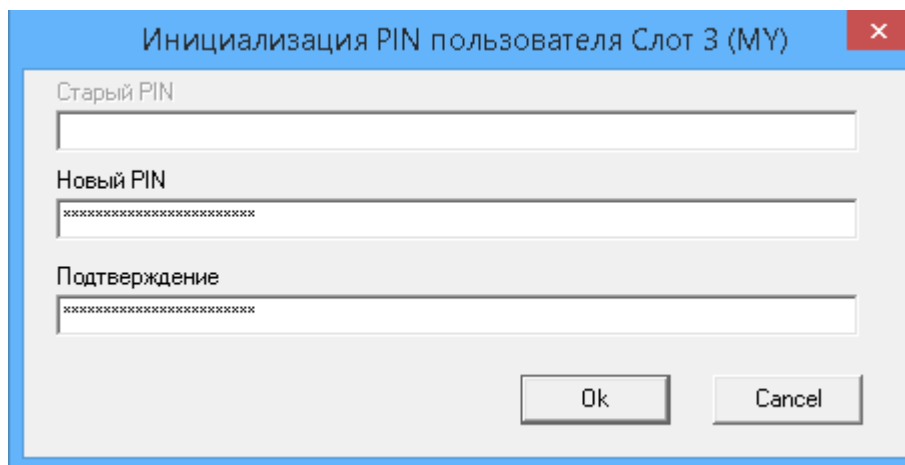 Инициализация PIN пользователя Слот 3 (MY)
Старый PIN
Новый PIN
************************
Подтверждение
************************
Ok Cancel